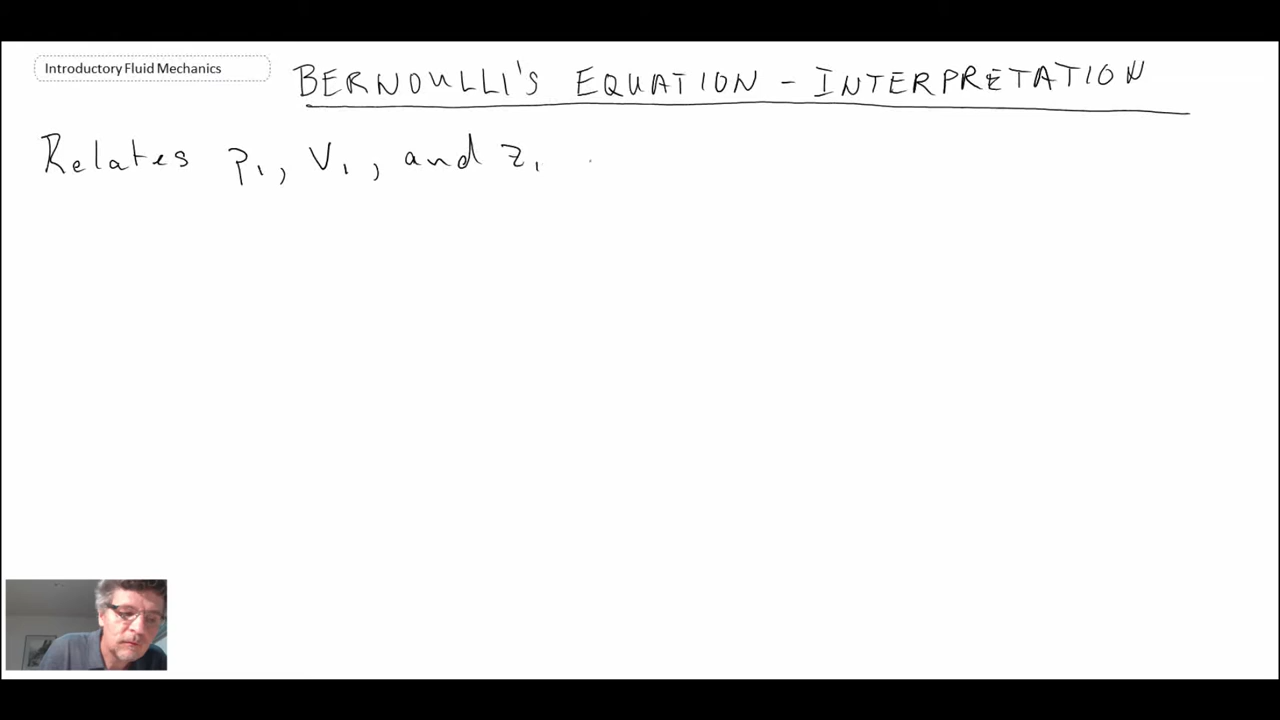 Introductory Fluid Mechanics
BERNOULLI'S EQUATION - INTERPRETATION
Relates p₁, V₁, and z₁